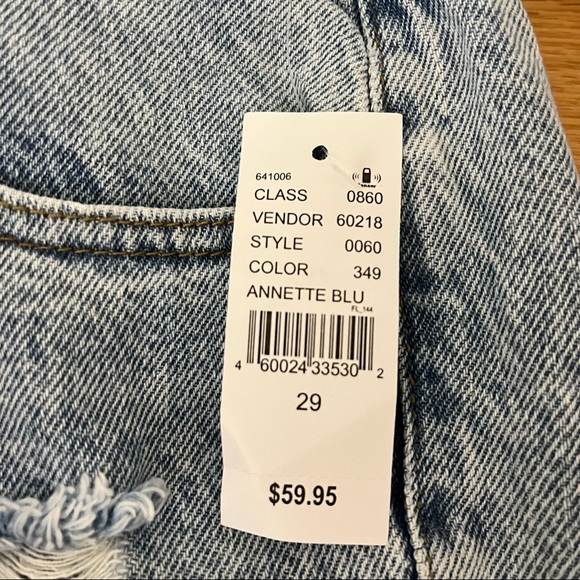 641006
CLASS 0860
VENDOR 60218
STYLE 0060
COLOR 349
ANNETTE BLU
FL_144
4 60024 33530 2
29
$59.95